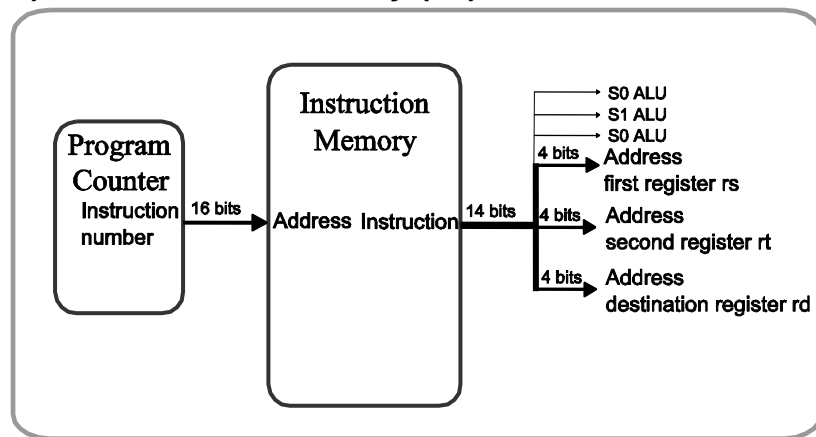 Program
Counter
Instruction
number
16 bits
Instruction
Memory
Address Instruction
14 bits
S0 ALU
S1 ALU
S0 ALU
4 bits
Address
first register rs
4 bits
Address
second register rt
4 bits
Address
destination register rd